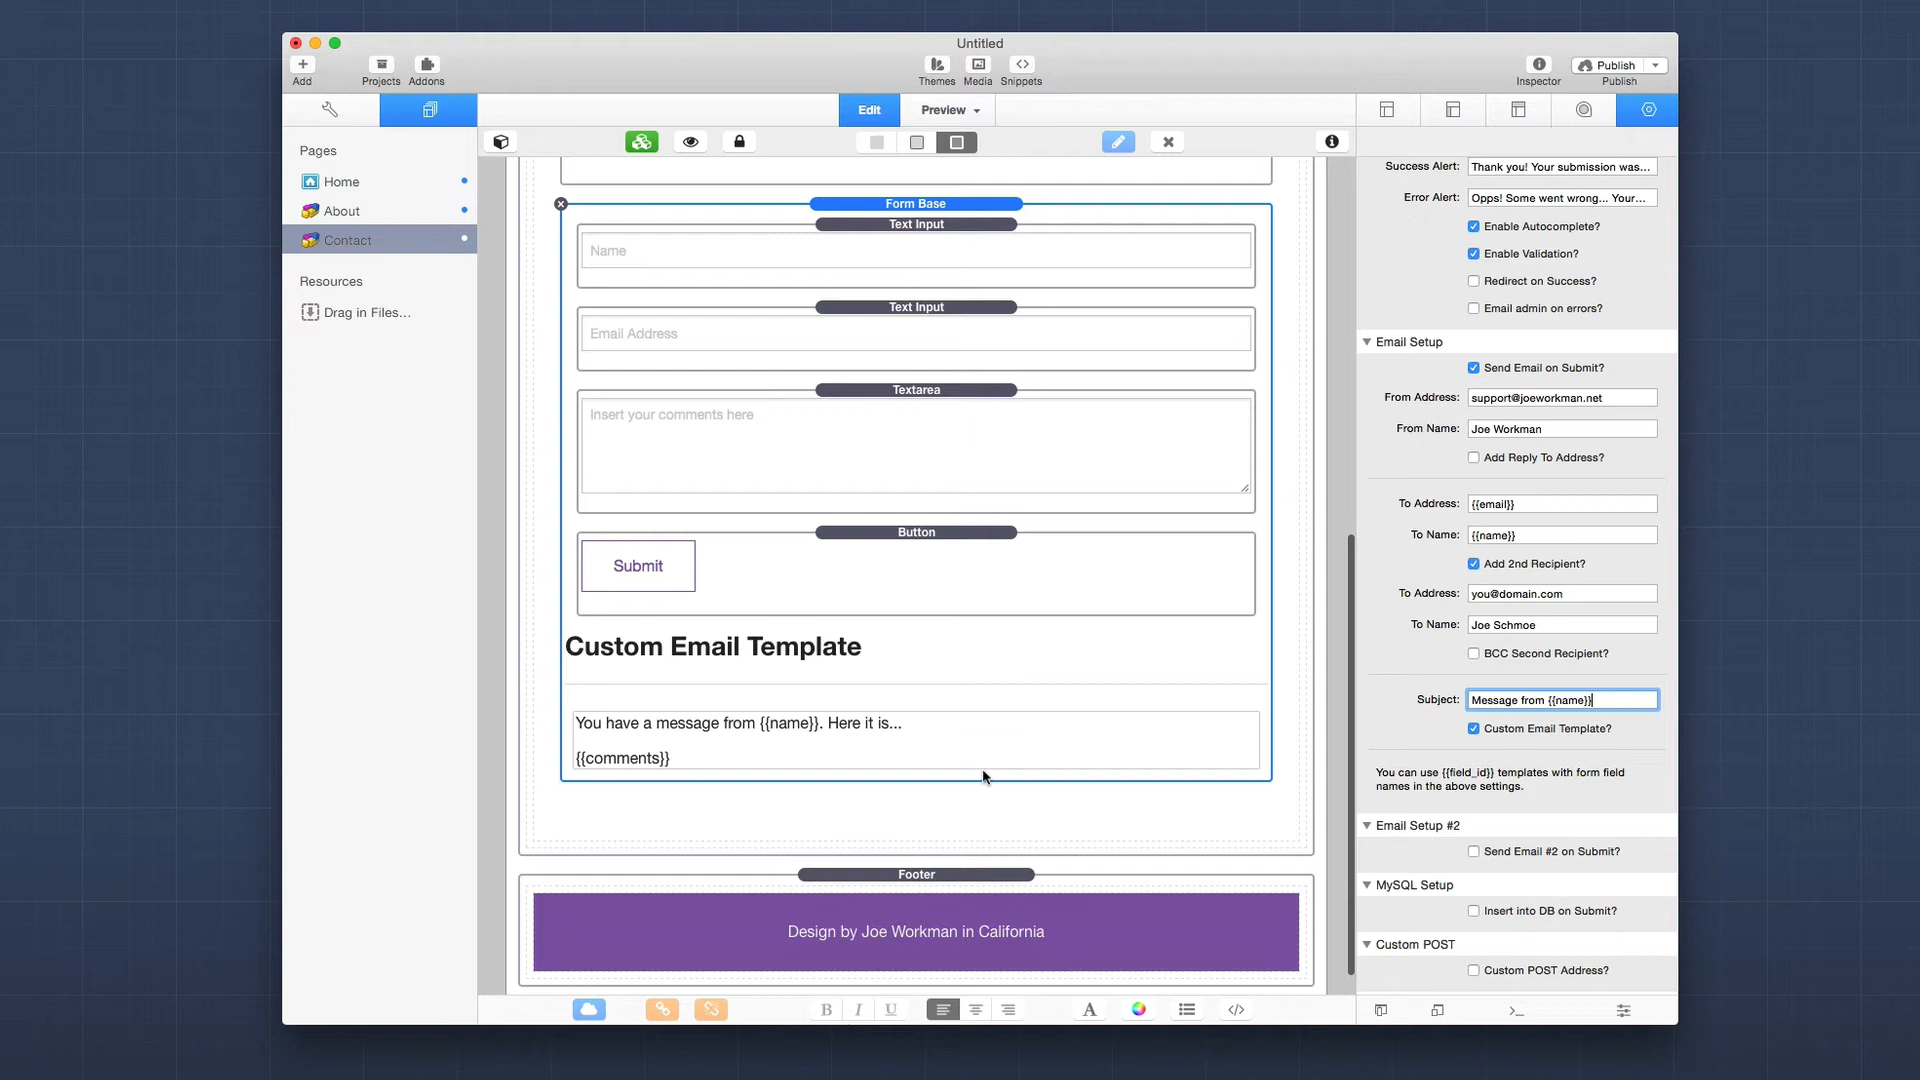 Untitled
Add
Projects
Addons
Themes
Media
Snippets
Inspector
Publish
Publish
Edit
Preview
Pages
Home
About
Contact
Resources
Drag in Files...
Form Base
Text Input
Name
Text Input
Email Address
Textarea
Insert your comments here
Button
Submit
Custom Email Template
You have a message from {{name}}. Here it is...
{{comments}}
Footer
Design by Joe Workman in California
B I U
A
Success Alert: Thank you! Your submission was...
Error Alert: Opps! Some went wrong... Your...
Enable Autocomplete?
Enable Validation?
Redirect on Success?
Email admin on errors?
Email Setup
Send Email on Submit?
From Address: support@joeworkman.net
From Name: Joe Workman
Add Reply To Address?
To Address: {{email}}
To Name: {{name}}
Add 2nd Recipient?
To Address: you@domain.com
To Name: Joe Schmoe
BCC Second Recipient?
Subject: Message from {{name}}
Custom Email Template?
You can use {{field_id}} templates with form field
names in the above settings.
Email Setup #2
Send Email #2 on Submit?
MySQL Setup
Insert into DB on Submit?
Custom POST
Custom POST Address?